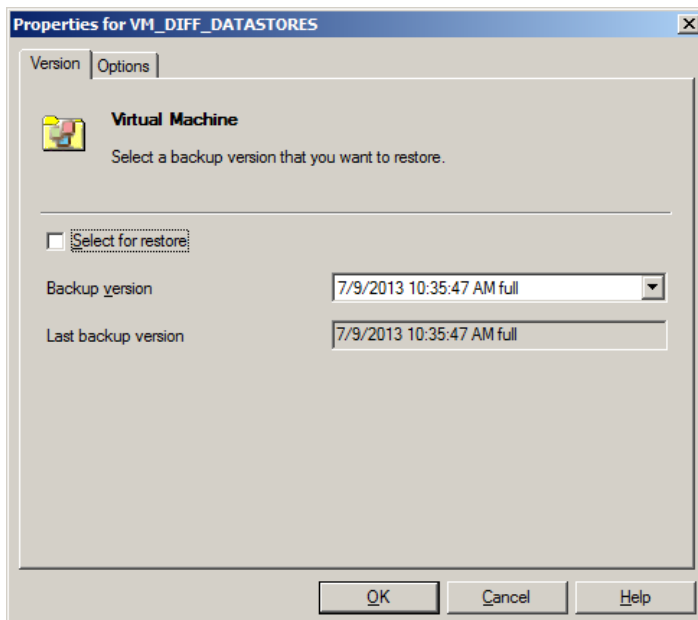 Properties for VM_DIFF_DATASTORES
Version
Options
Virtual Machine
Select a backup version that you want to restore.
Select for restore
Backup version
7/9/2013 10:35:47 AM full
Last backup version
7/9/2013 10:35:47 AM full
OK
Cancel
Help